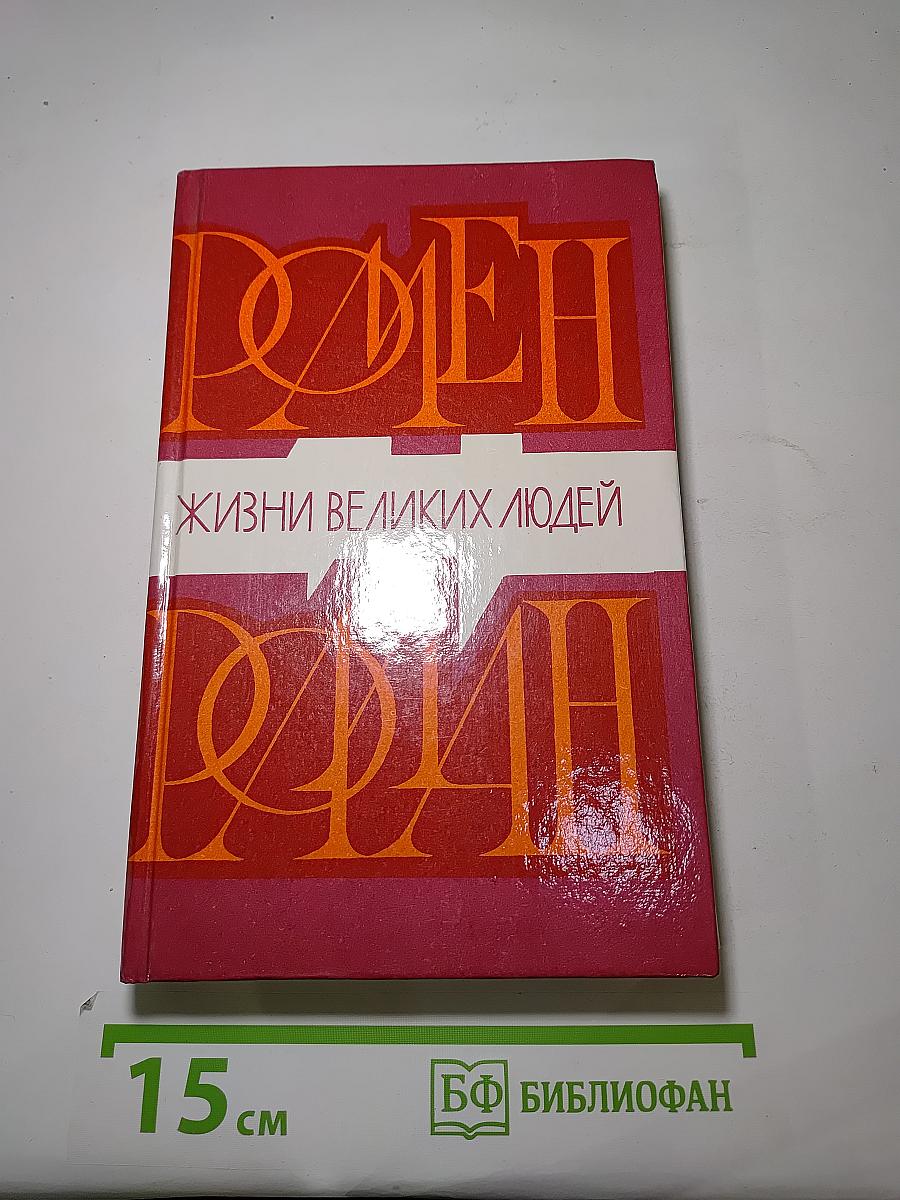 РОМЕН
ЖИЗНИ ВЕЛИКИХ ЛЮДЕЙ
РОЛЛАН
15 см
БФ БИБЛИОФАН